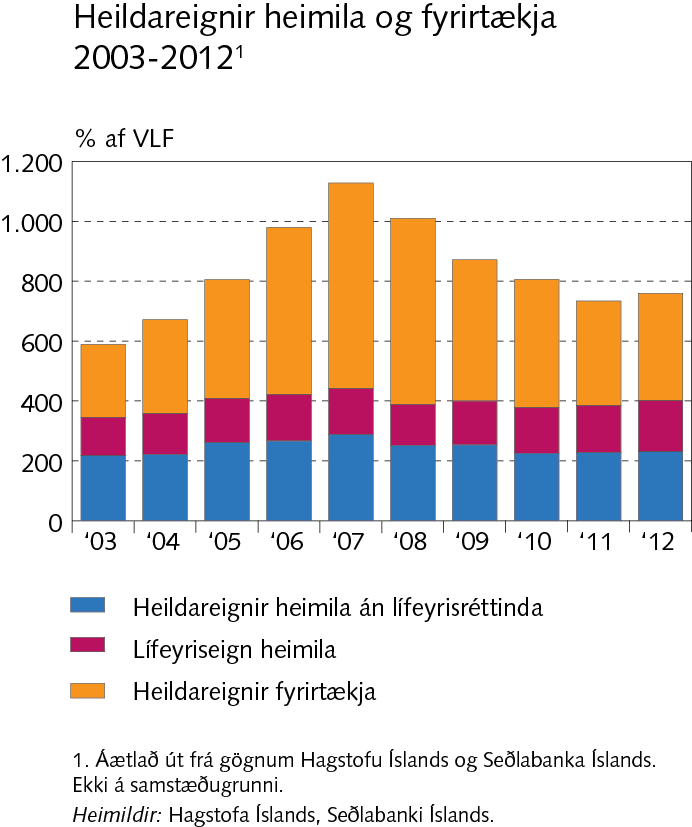 Heildareignir heimila og fyrirtækja
2003-2012¹
% af VLF
1.200
1.000
800
600
400
200
0
‘03 ‘04 ‘05 ‘06 ‘07 ‘08 ‘09 ‘10 ‘11 ‘12
Heildareignir heimila án lífeyrisréttinda
Lífeyriseign heimila
Heildareignir fyrirtækja
1. Áætlað út frá gögnum Hagstofu Íslands og Seðlabanka Íslands.
Ekki á samstæðugrunni.
Heimildir: Hagstofa Íslands, Seðlabanki Íslands.